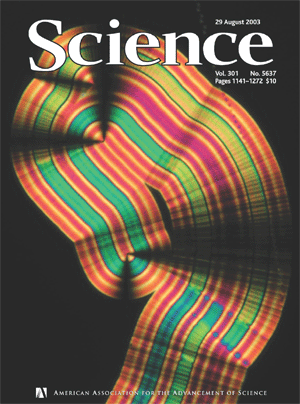 29 August 2003
Science
Vol. 301 No. 5637
Pages 1141–1272 $10
American Association for the Advancement of Science